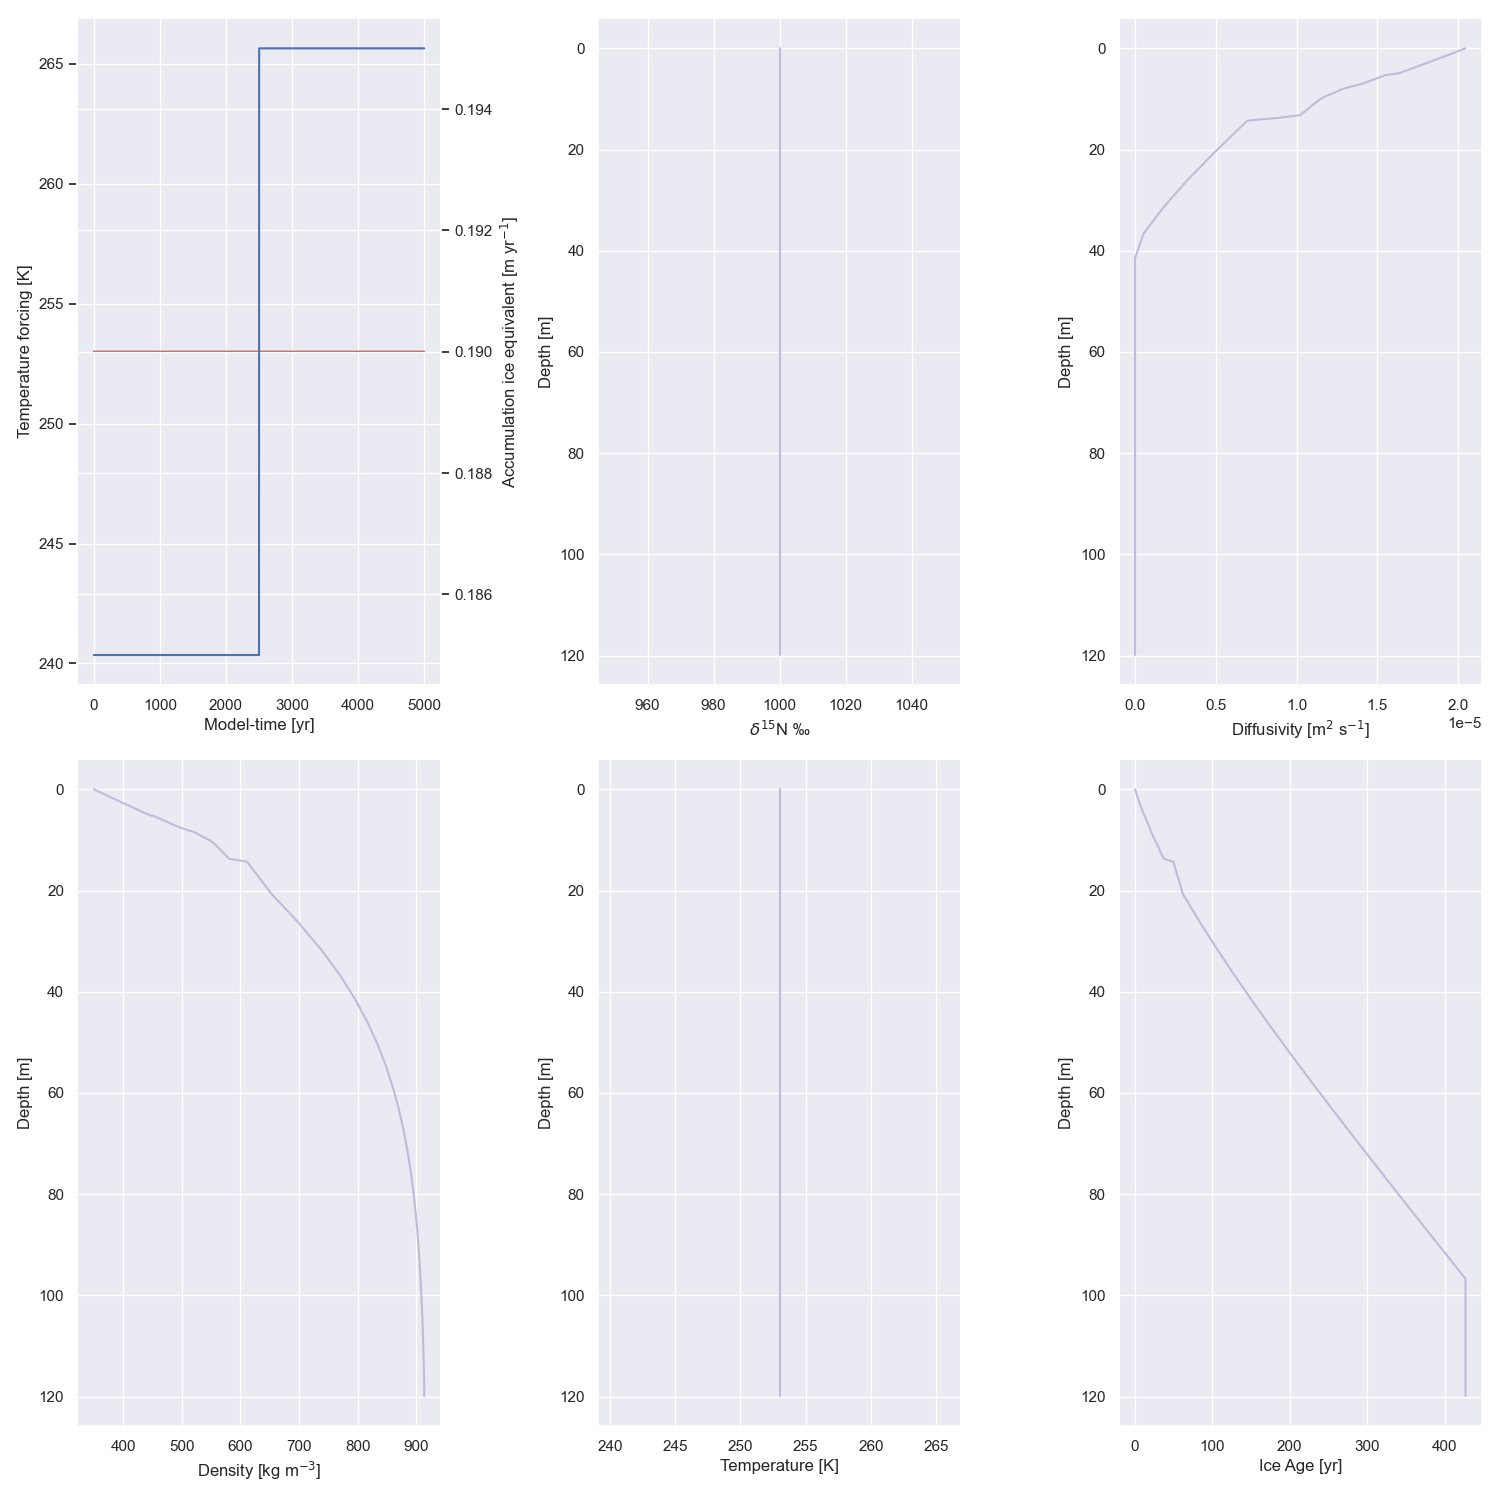 265
260
255
250
245
240
Temperature forcing [K]
0 1000 2000 3000 4000 5000
Model-time [yr]
0.194
0.192
0.190
0.188
0.186
Accumulation ice equivalent [m yr⁻¹]
0
20
40
60
80
100
120
Depth [m]
960 980 1000 1020 1040
δ¹⁵N ‰
0
20
40
60
80
100
120
Depth [m]
0.0 0.5 1.0 1.5 2.0
1e−5
Diffusivity [m² s⁻¹]
0
20
40
60
80
100
120
Depth [m]
400 500 600 700 800 900
Density [kg m⁻³]
0
20
40
60
80
100
120
Depth [m]
240 245 250 255 260 265
Temperature [K]
0
20
40
60
80
100
120
Depth [m]
0 100 200 300 400
Ice Age [yr]